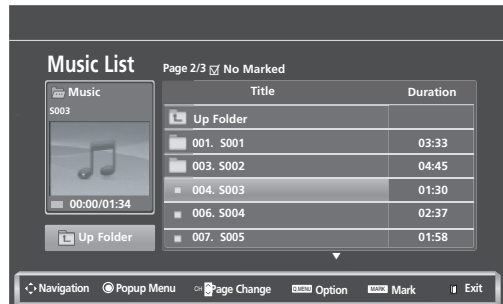 Music List
Page 2/3 No Marked
Music
S003
00:00/01:34
Up Folder
Title Duration
Up Folder
001. S001 03:33
003. S002 04:45
004. S003 01:30
006. S004 02:37
007. S005 01:58
Navigation Popup Menu CH Page Change Q.MENU Option MARK Mark Exit